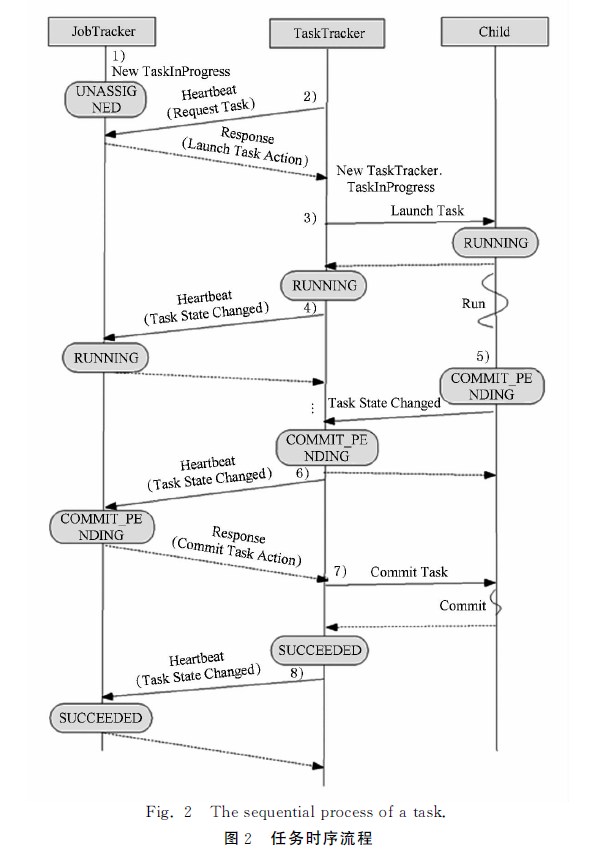 JobTracker
TaskTracker
Child
1)
New TaskInProgress
UNASSIG
NED
Heartbeat
(Request Task)
2)
Response
(Launch Task Action)
New TaskTracker.
TaskInProgress
3)
Launch Task
RUNNING
RUNNING
Heartbeat
(Task State Changed)
4)
Run
RUNNING
5)
COMMIT_PE
NDING
⋮
Task State Changed
COMMIT_PE
NDING
Heartbeat
(Task State Changed)
6)
COMMIT_PE
NDING
Response
(Commit Task Action)
7)
Commit Task
Commit
SUCCEEDED
Heartbeat
(Task State Changed)
8)
SUCCEEDED
Fig. 2 The sequential process of a task.
图 2 任务时序流程